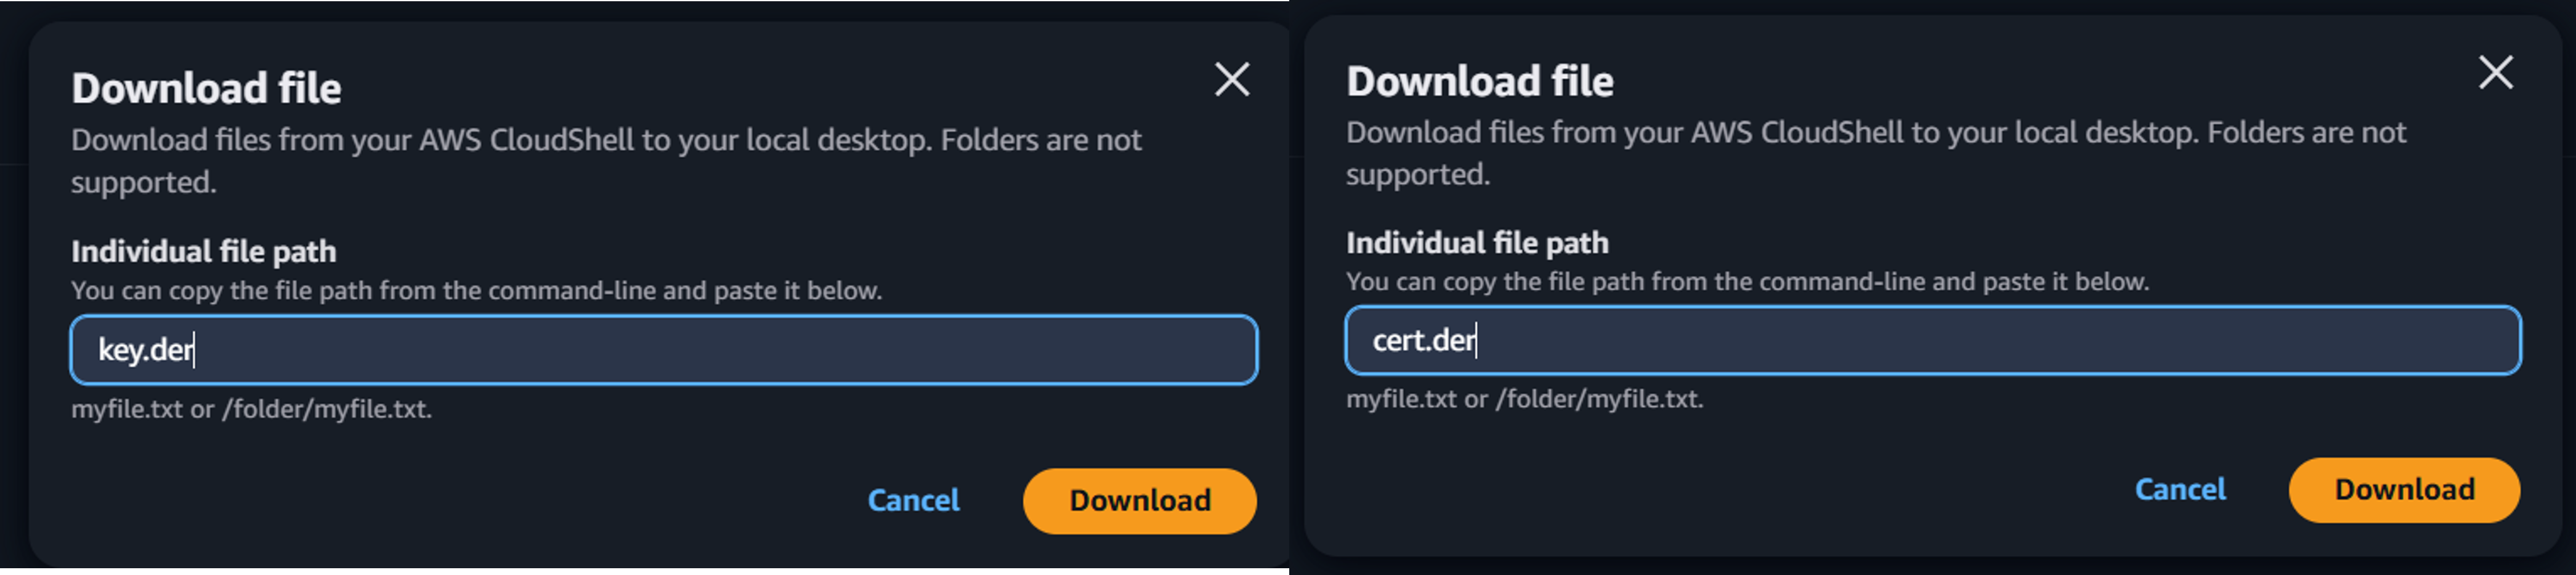 Download file
Download files from your AWS CloudShell to your local desktop. Folders are not
supported.
Individual file path
You can copy the file path from the command-line and paste it below.
key.der
myfile.txt or /folder/myfile.txt.
Cancel
Download
Download file
Download files from your AWS CloudShell to your local desktop. Folders are not
supported.
Individual file path
You can copy the file path from the command-line and paste it below.
cert.der
myfile.txt or /folder/myfile.txt.
Cancel
Download